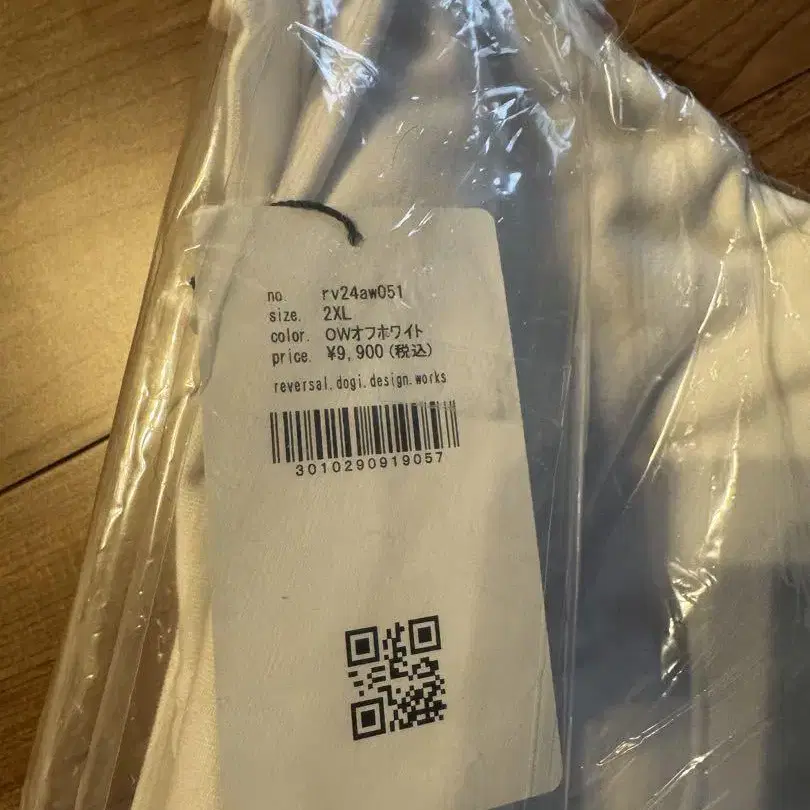 no. rv24aw051
size. 2XL
color. OWオフホワイト
price. ¥9,900(税込)
reversal.dogi.design.works
3010290919057